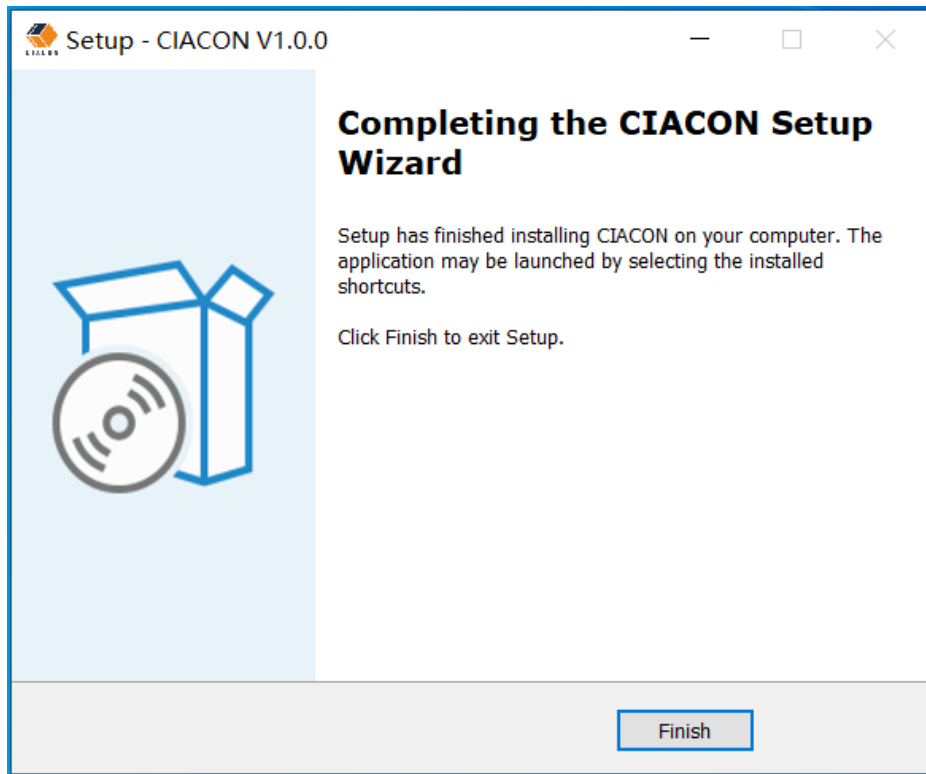 Setup - CIACON V1.0.0
Completing the CIACON Setup
Wizard
Setup has finished installing CIACON on your computer. The
application may be launched by selecting the installed
shortcuts.
Click Finish to exit Setup.
Finish